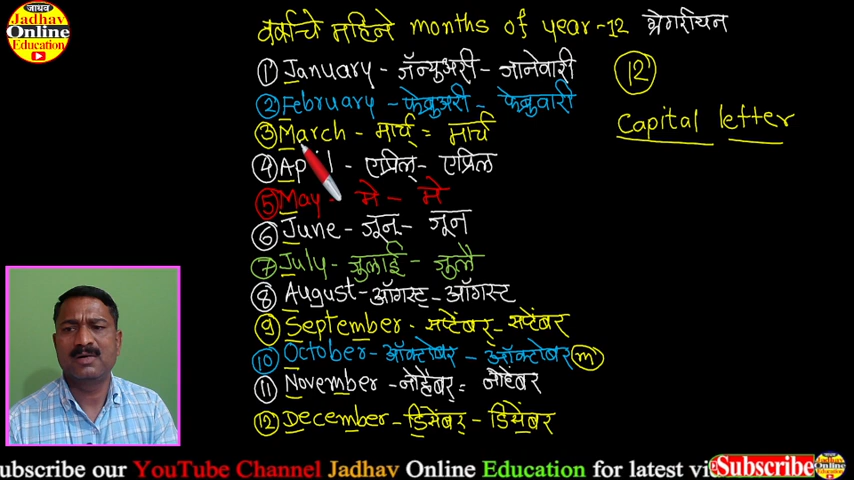 जाधव
Jadhav
Online
Education
वर्षाचे महिने months of year-12 ग्रेगरीयन
① January - जॅन्युअरी - जानेवारी
② February - फेब्रुअरी - फेब्रुवारी
③ March - मार्च् = मार्च
④ April - एप्रिल् - एप्रिल
⑤ May - मे - मे
⑥ June - जून् - जून
⑦ July - जुलाई - जुलै
⑧ August - ऑगस्ट् - ऑगस्ट
⑨ September - सप्टेंबर् - सप्टेंबर
⑩ October - ऑक्टोबर - ऑक्टोबर m
⑪ November - नोव्हेंबर् = नोव्हेंबर
⑫ December - डिसेंबर् - डिसेंबर
12
Capital letter
ubscribe our YouTube Channel Jadhav Online Education for latest vi
Subscribe